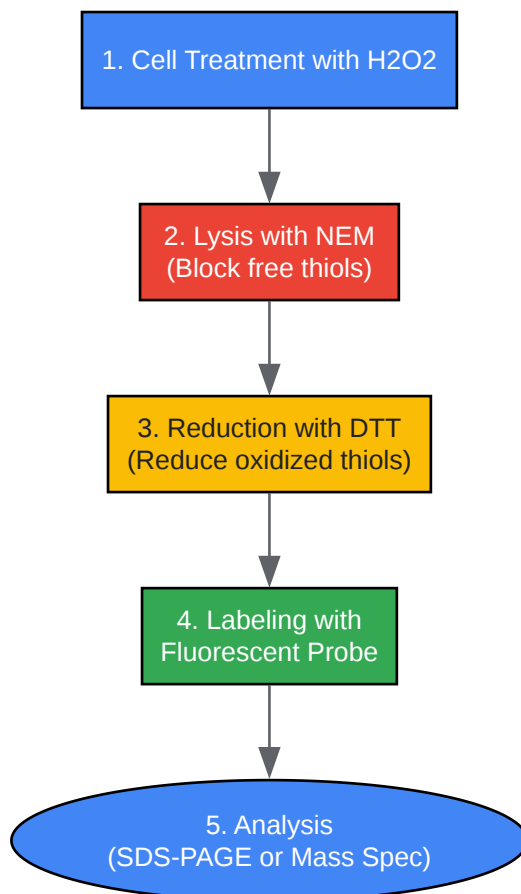 1. Cell Treatment with H2O2
2. Lysis with NEM
(Block free thiols)
3. Reduction with DTT
(Reduce oxidized thiols)
4. Labeling with
Fluorescent Probe
5. Analysis
(SDS-PAGE or Mass Spec)